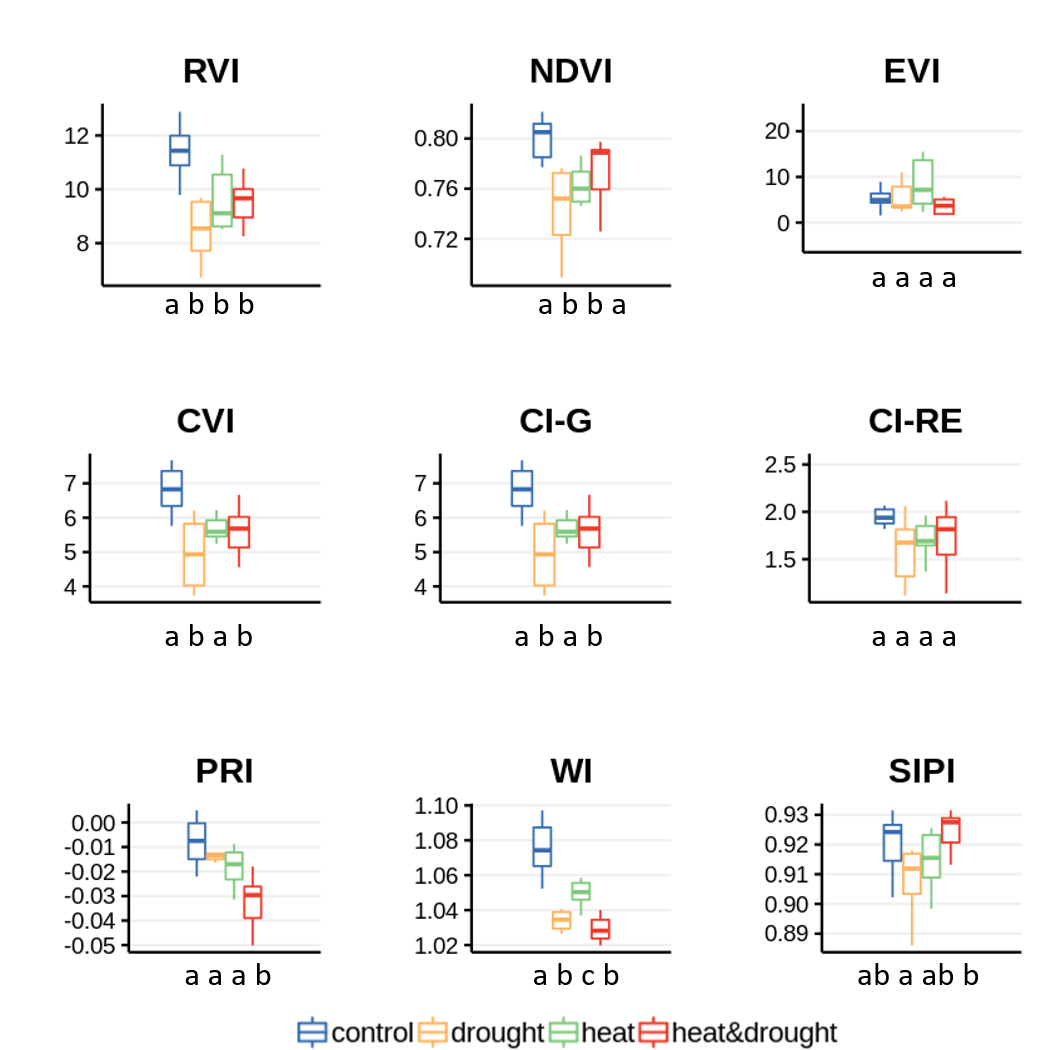 RVI NDVI EVI
12
10
8
0.80
0.76
0.72
20
10
0
a b b b
a b b a
a a a a
CVI CI-G CI-RE
7
6
5
4
7
6
5
4
2.5
2.0
1.5
a b a b
a b a b
a a a a
PRI WI SIPI
0.00
-0.01
-0.02
-0.03
-0.04
-0.05
1.10
1.08
1.06
1.04
1.02
0.93
0.92
0.91
0.90
0.89
a a a b
a b c b
ab a ab b
control drought heat heat&drought